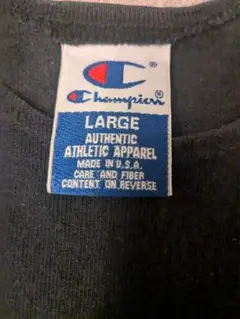 ®
Champion®
LARGE
AUTHENTIC
ATHLETIC APPAREL
MADE IN U.S.A.
CARE AND FIBER
CONTENT ON REVERSE